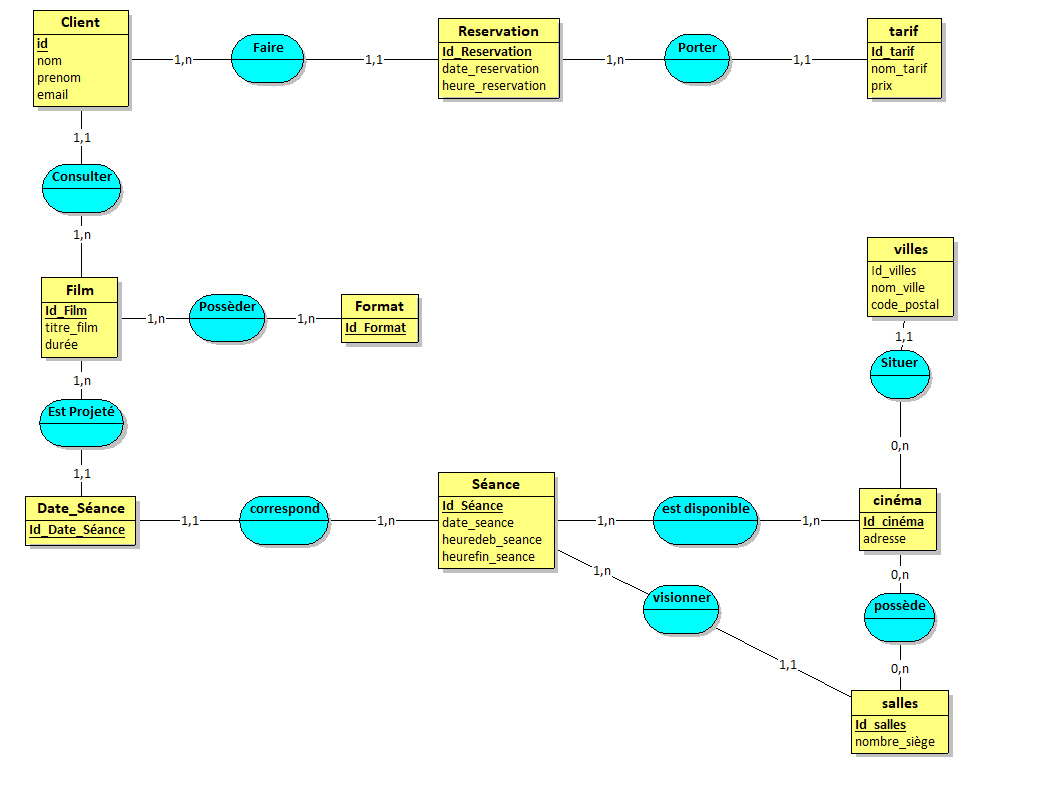 Client
id
nom
prenom
email
1,n
Faire
1,1
Reservation
Id_Reservation
date_reservation
heure_reservation
1,n
Porter
1,1
tarif
Id_tarif
nom_tarif
prix
1,1
Consulter
1,n
Film
Id_Film
titre_film
durée
1,n
Possèder
1,n
Format
Id_Format
villes
Id_villes
nom_ville
code_postal
1,1
Situer
0,n
1,n
Est Projeté
1,1
Date_Séance
Id_Date_Séance
1,1
correspond
1,n
Séance
Id_Séance
date_seance
heuredeb_seance
heurefin_seance
1,n
est disponible
1,n
cinéma
Id_cinéma
adresse
1,n
visionner
1,1
0,n
possède
0,n
salles
Id_salles
nombre_siège